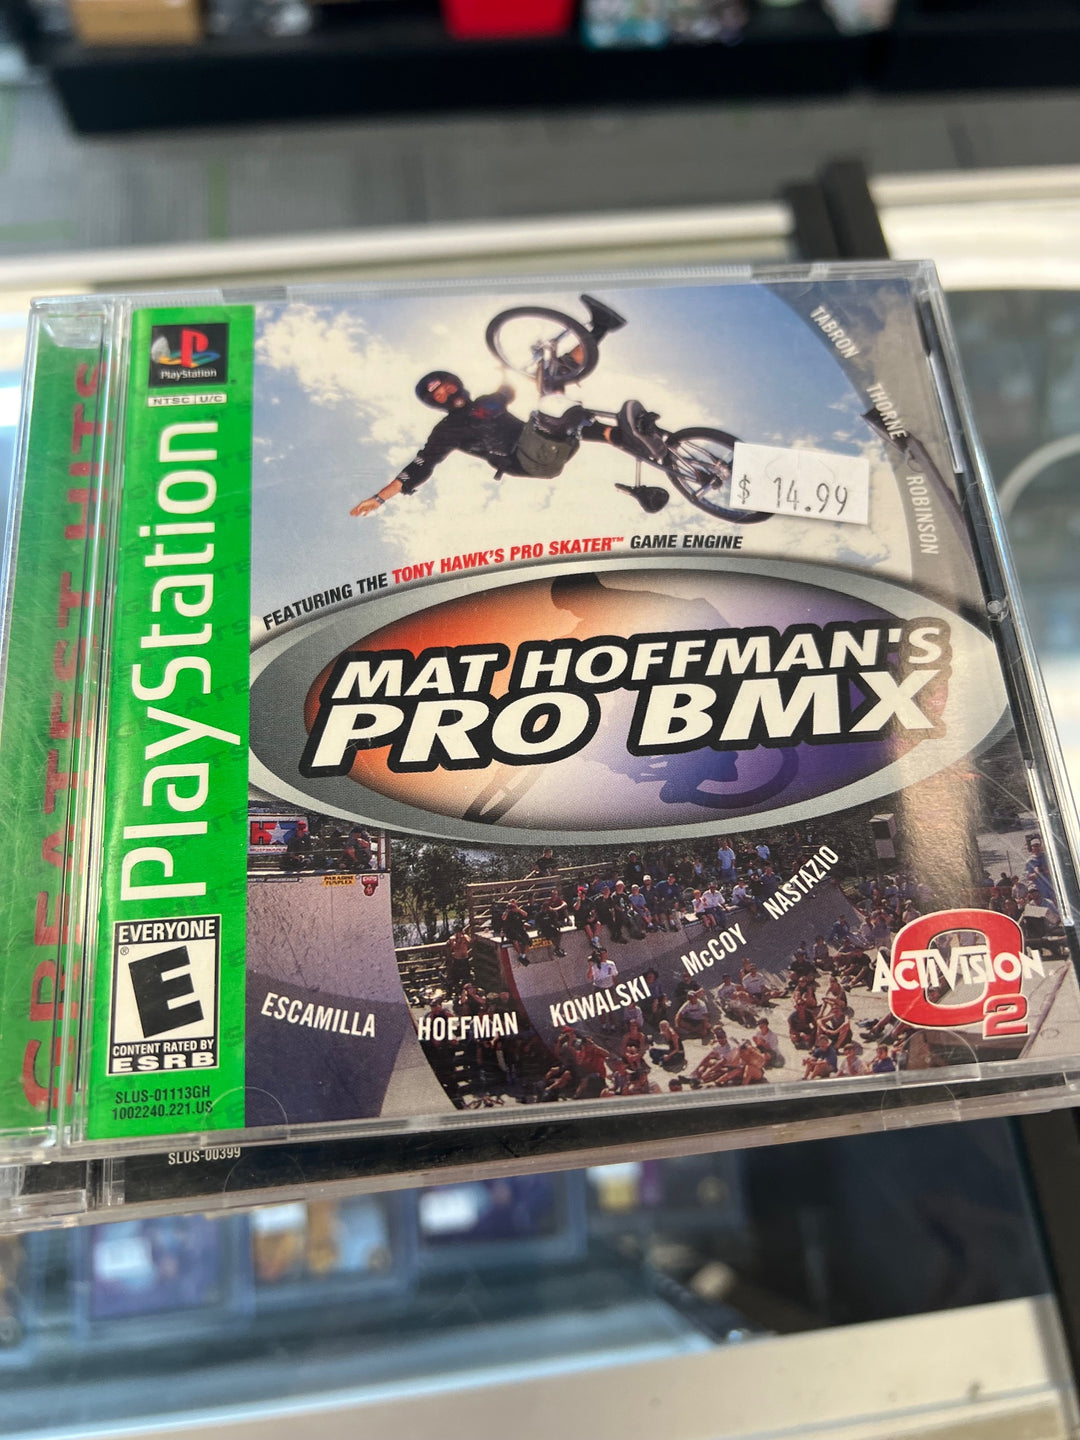 GREATEST HITS
PlayStation
NTSC U/C
PlayStation
EVERYONE
E
CONTENT RATED BY
ESRB
SLUS-01113GH
1002240.221.US
TABRON
THORNE
ROBINSON
$ 14.99
FEATURING THE TONY HAWK'S PRO SKATER™ GAME ENGINE
MAT HOFFMAN'S
PRO BMX
ESCAMILLA
HOFFMAN
KOWALSKI
McCOY
NASTAZIO
ACTIVISION
O2
SLUS-00399